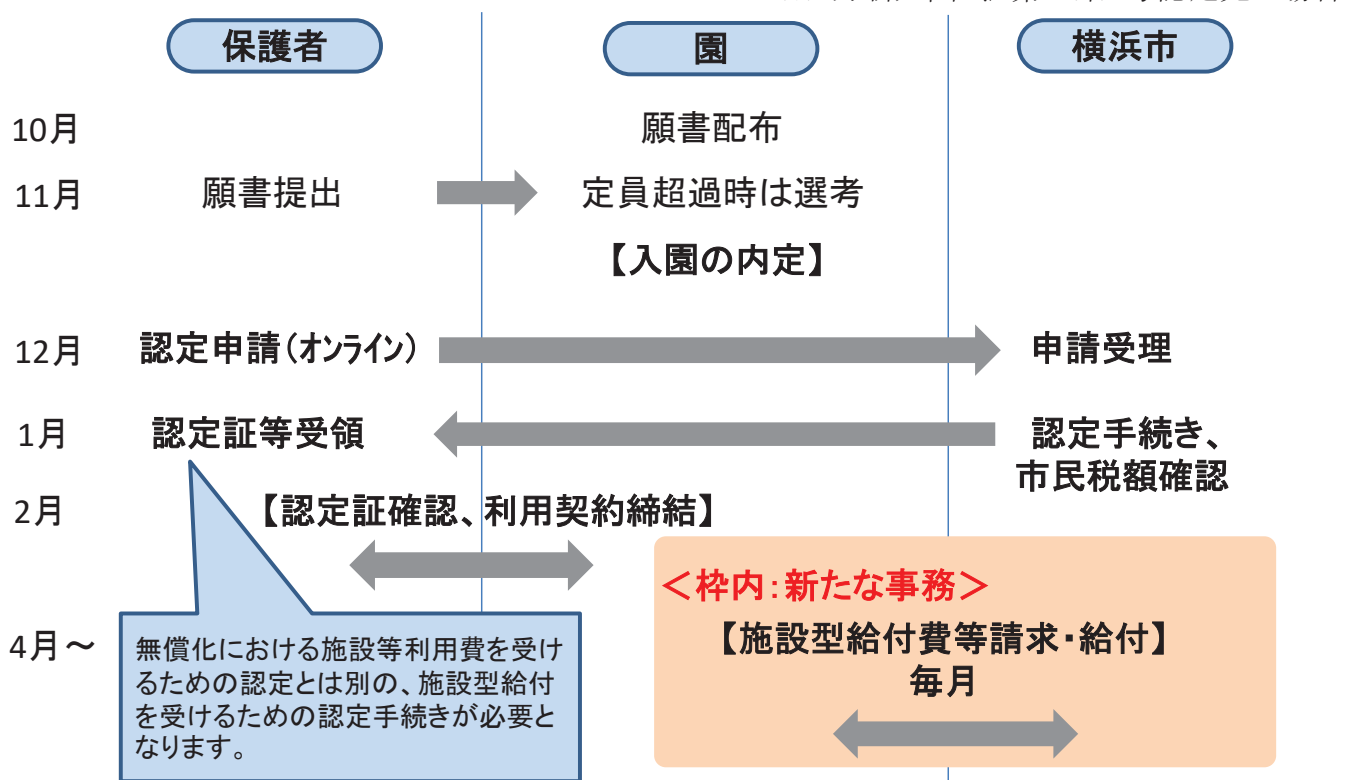 保護者
園
横浜市
10月
願書配布
11月
願書提出
定員超過時は選考
【入園の内定】
12月
認定申請(オンライン)
申請受理
1月
認定証等受領
認定手続き、
市民税額確認
2月
【認定証確認、利用契約締結】
<枠内:新たな事務>
4月~
【施設型給付費等請求・給付】
毎月
無償化における施設等利用費を受け
るための認定とは別の、施設型給付
を受けるための認定手続きが必要と
なります。